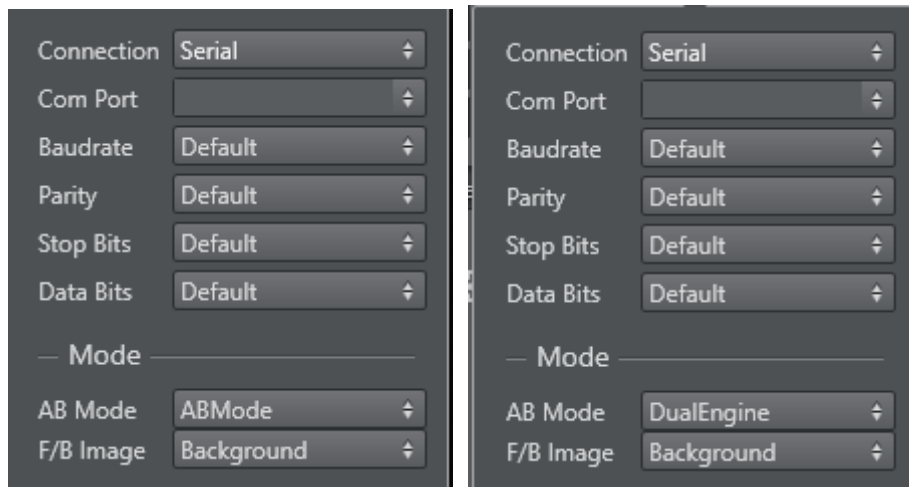 Connection Serial
Com Port
Baudrate Default
Parity Default
Stop Bits Default
Data Bits Default
Mode
AB Mode ABMode
F/B Image Background
Connection Serial
Com Port
Baudrate Default
Parity Default
Stop Bits Default
Data Bits Default
Mode
AB Mode DualEngine
F/B Image Background